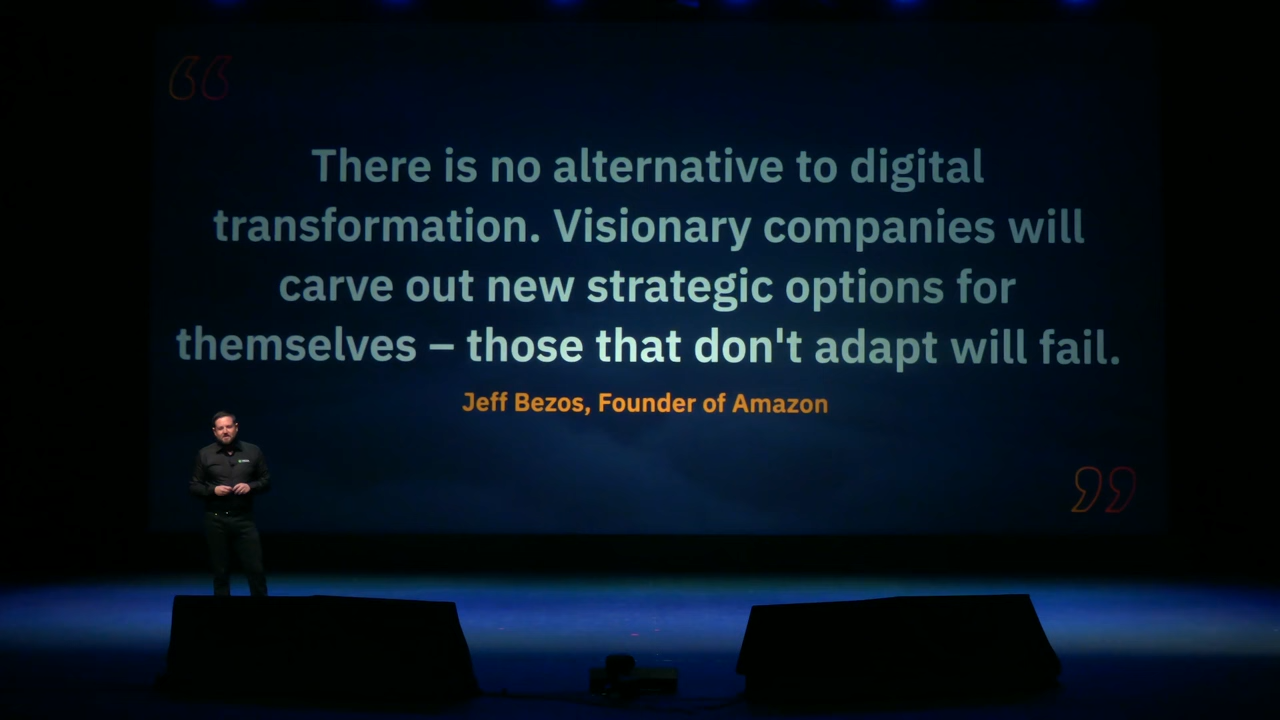 There is no alternative to digital
transformation. Visionary companies will
carve out new strategic options for
themselves – those that don't adapt will fail.
Jeff Bezos, Founder of Amazon